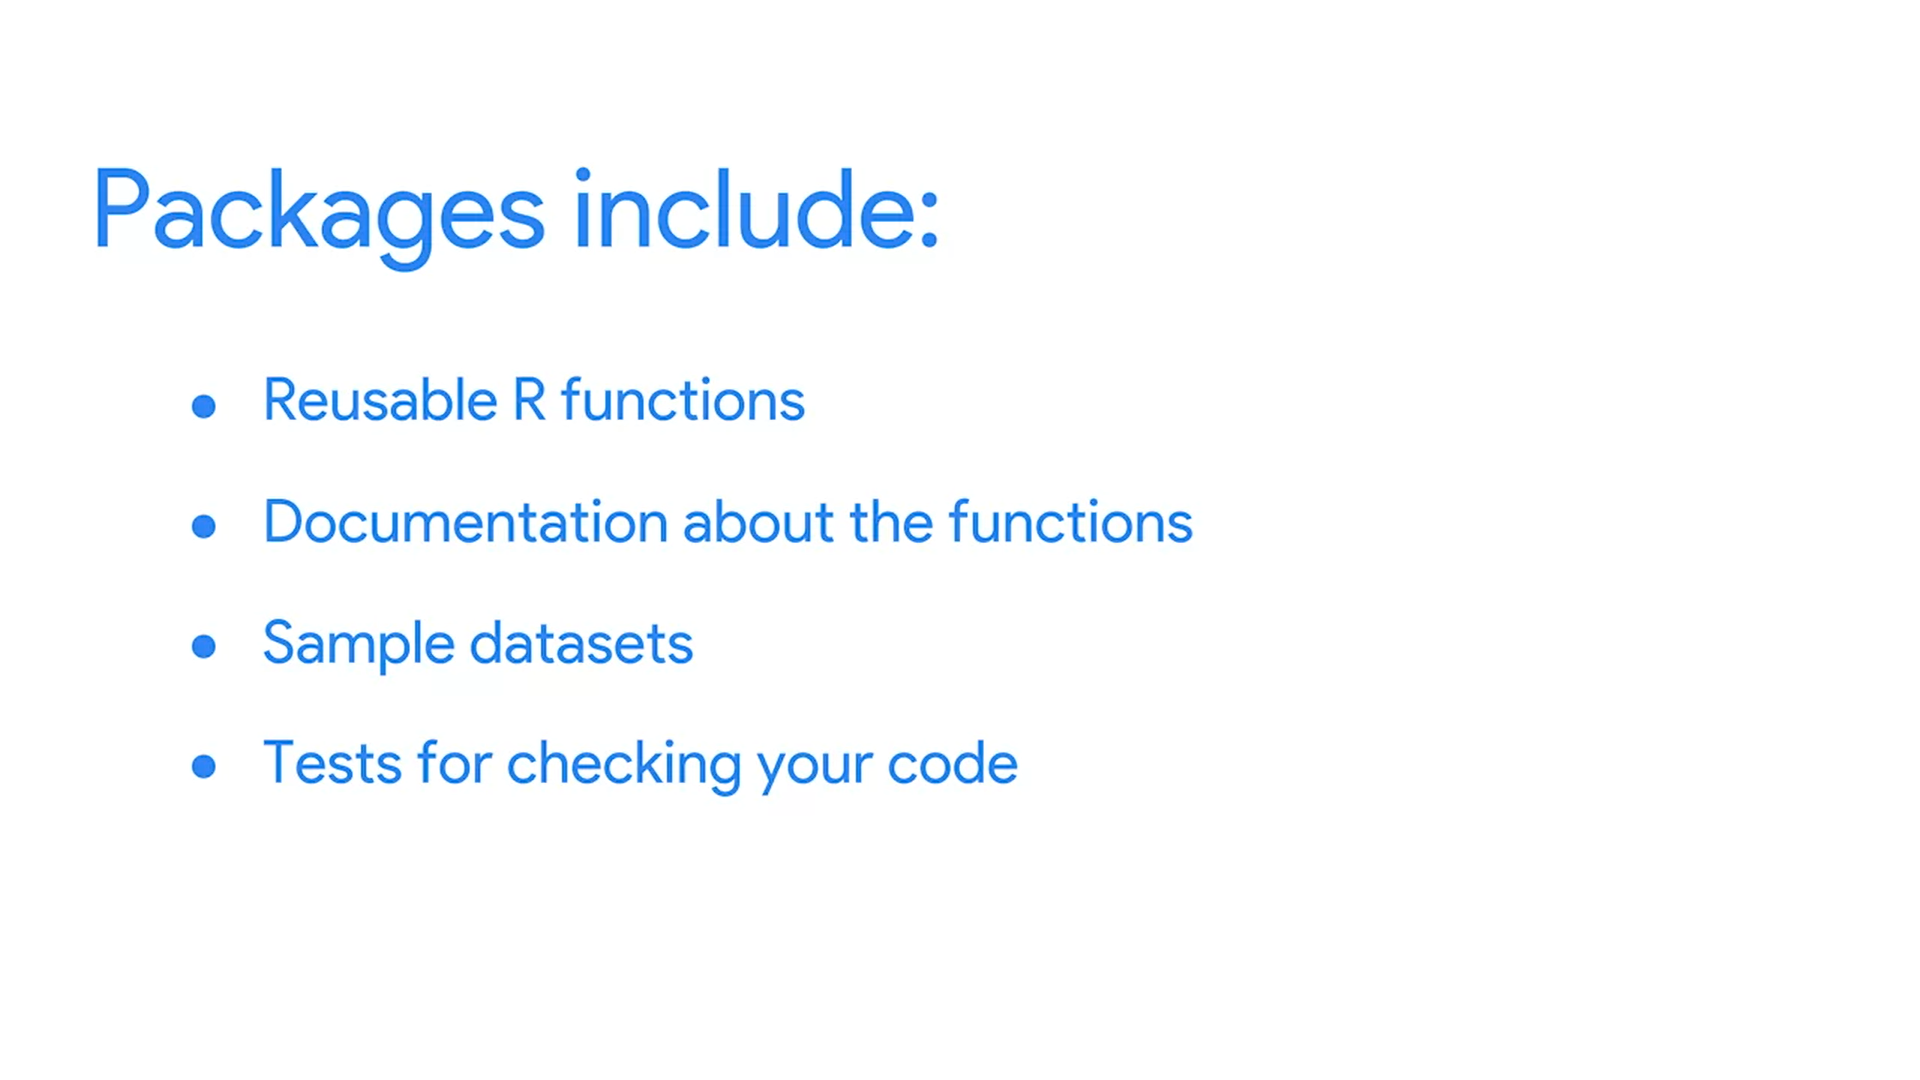 Packages include:
● Reusable R functions
● Documentation about the functions
● Sample datasets
● Tests for checking your code